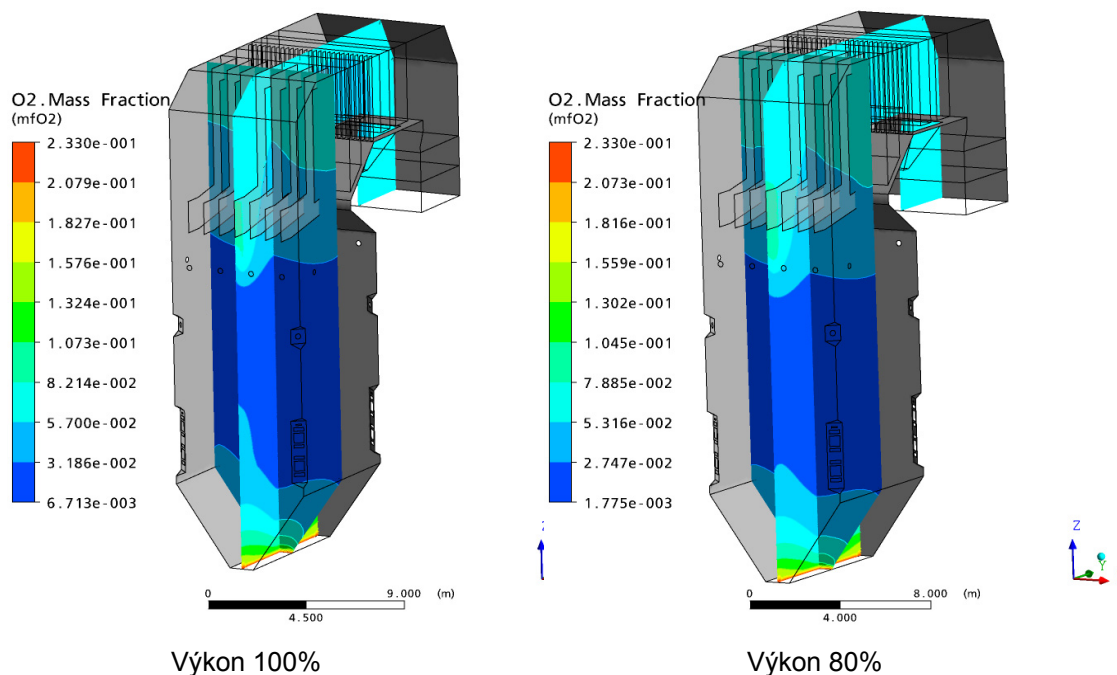 O2.Mass Fraction
(mfO2)
2.330e-001
2.079e-001
1.827e-001
1.576e-001
1.324e-001
1.073e-001
8.214e-002
5.700e-002
3.186e-002
6.713e-003
0
9.000
(m)
4.500
Výkon 100%
O2.Mass Fraction
(mfO2)
2.330e-001
2.073e-001
1.816e-001
1.559e-001
1.302e-001
1.045e-001
7.885e-002
5.316e-002
2.747e-002
1.775e-003
0
8.000
(m)
4.000
Z
Y
Výkon 80%